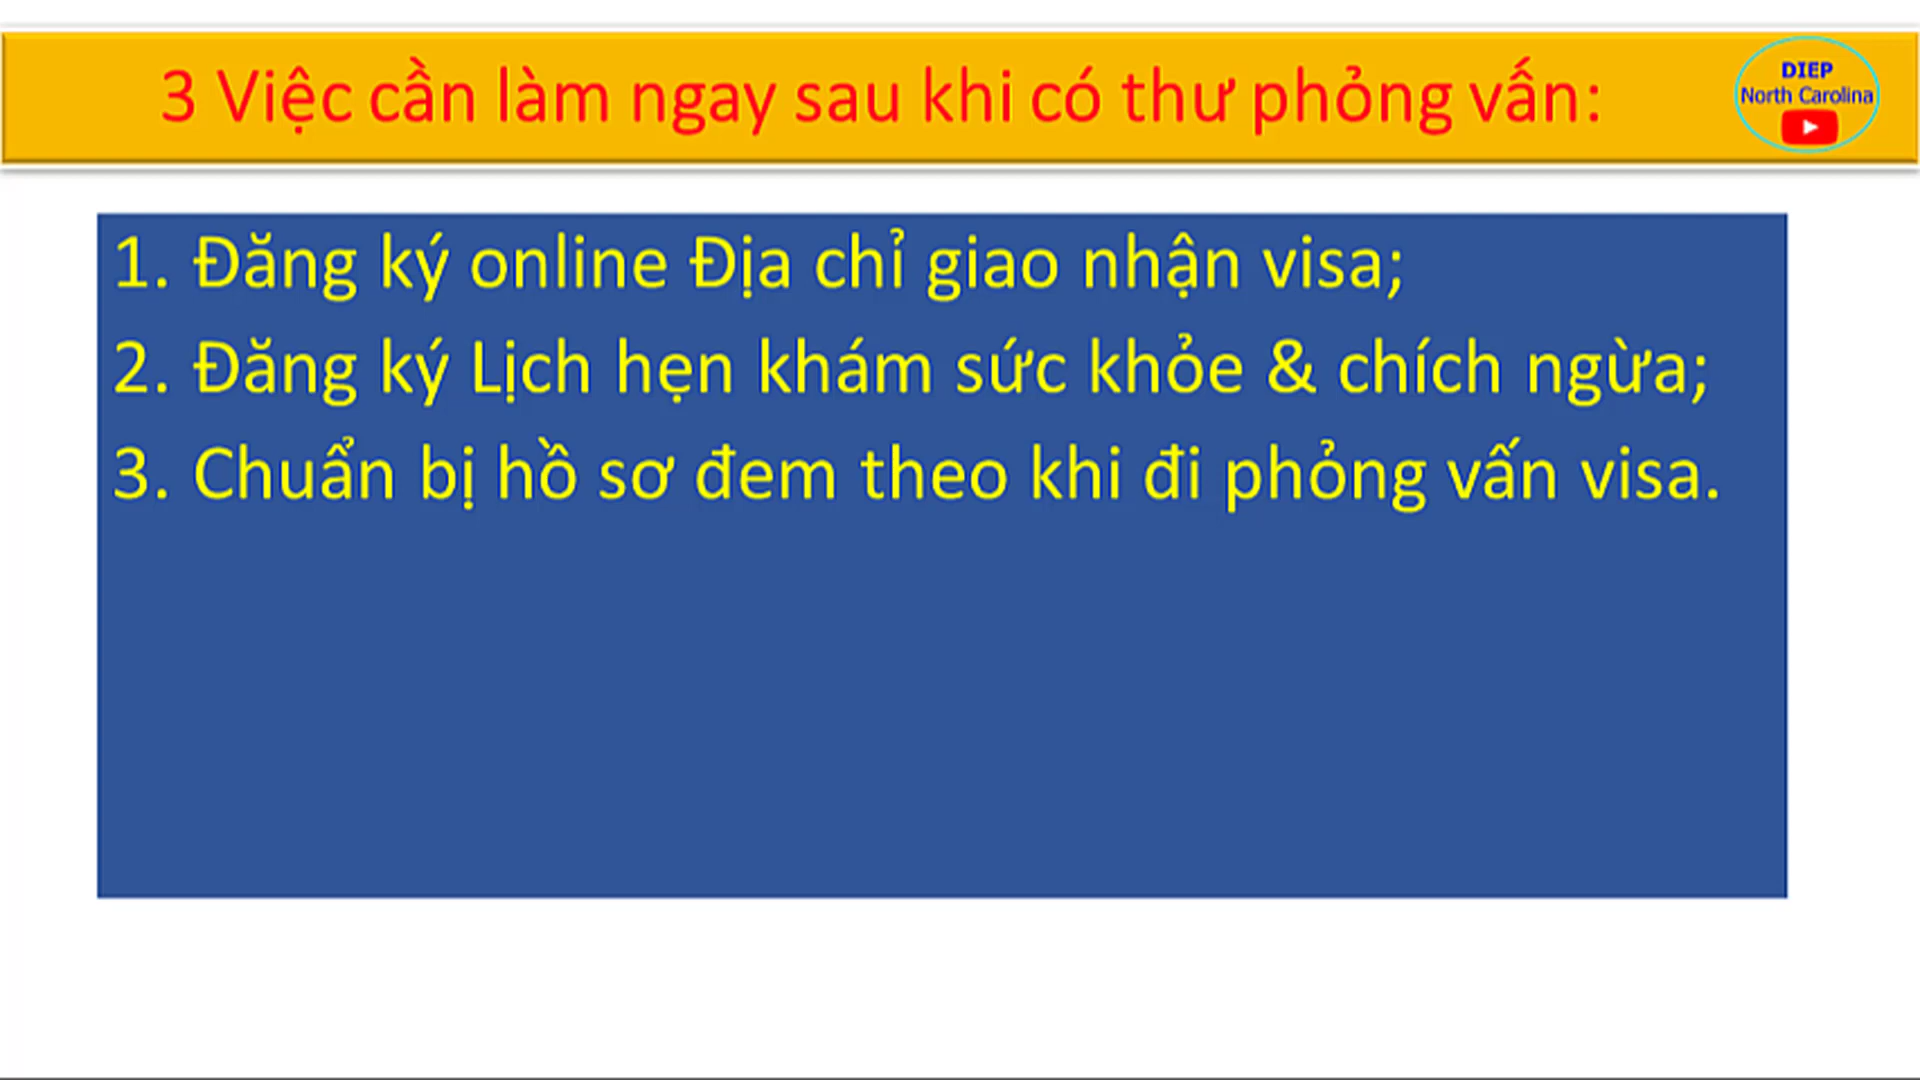 3 Việc cần làm ngay sau khi có thư phỏng vấn:
DIEP
North Carolina
1. Đăng ký online Địa chỉ giao nhận visa;
2. Đăng ký Lịch hẹn khám sức khỏe & chích ngừa;
3. Chuẩn bị hồ sơ đem theo khi đi phỏng vấn visa.